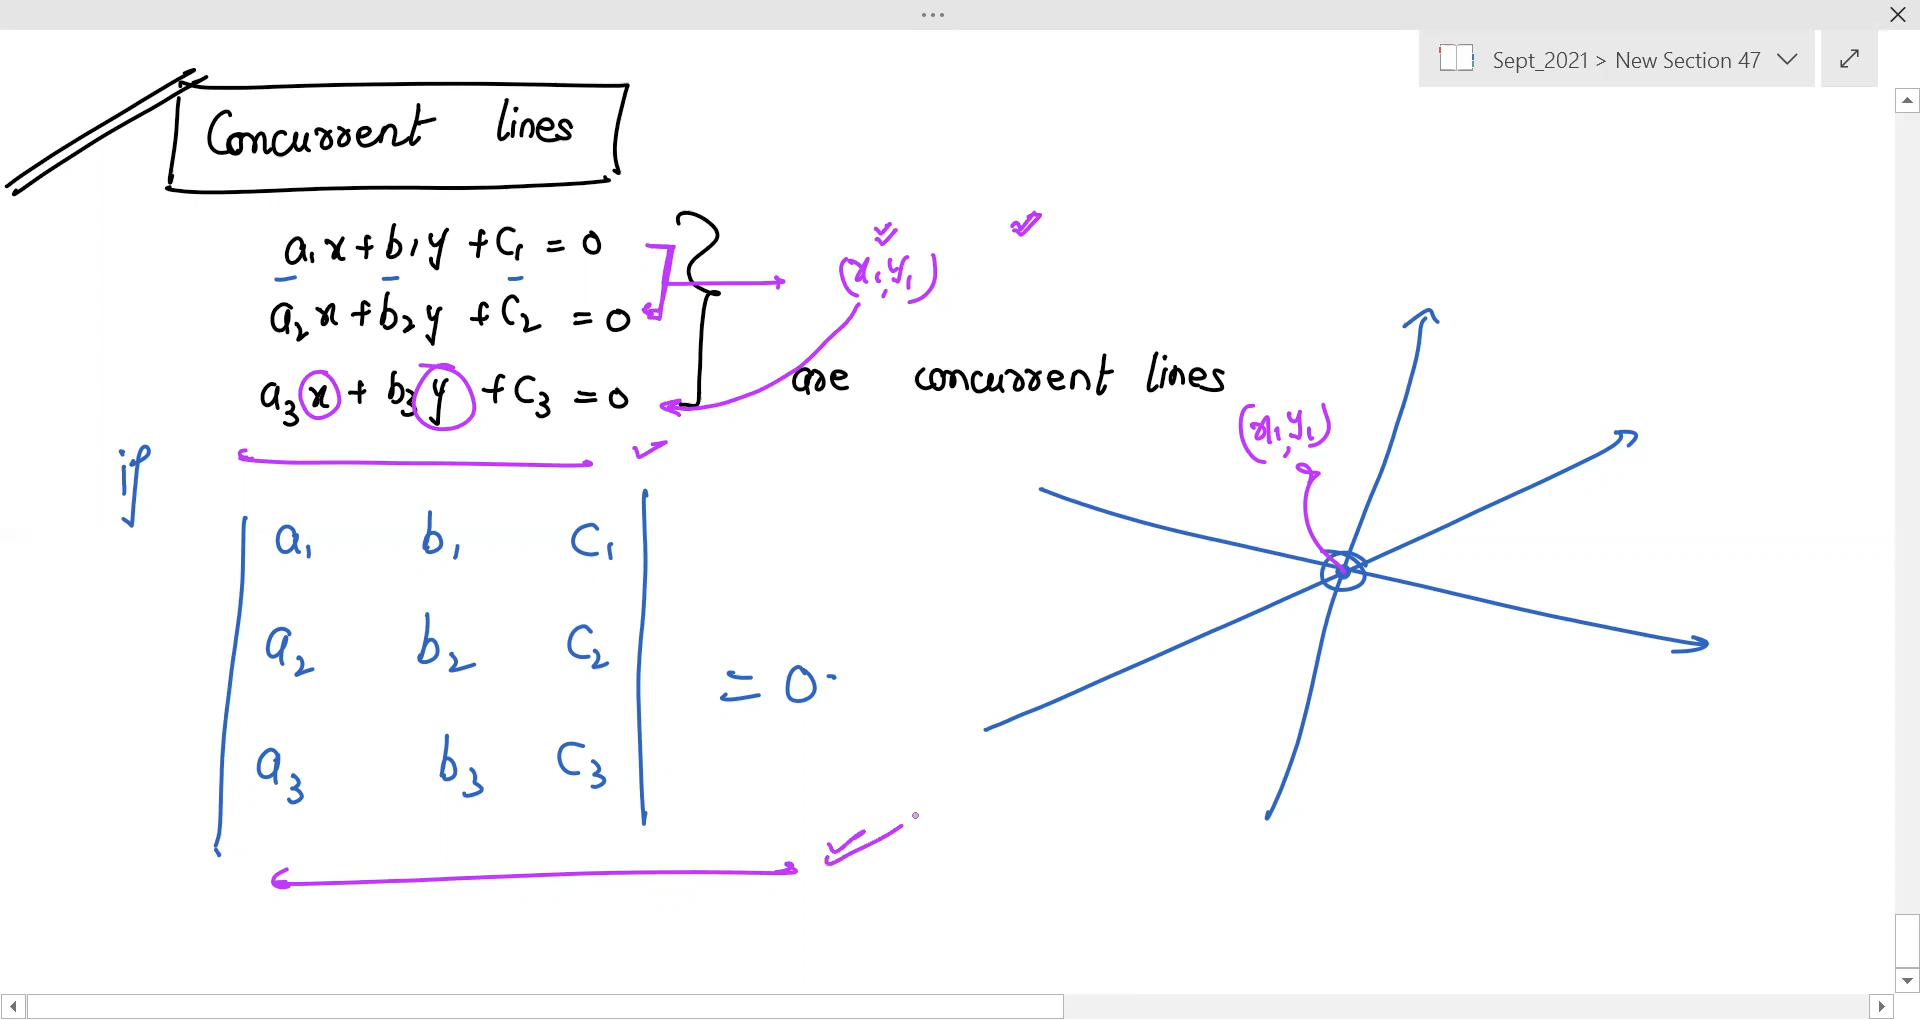 Sept_2021 > New Section 47
Concurrent lines
a₁x + b₁y + C₁ = 0
a₂x + b₂y + C₂ = 0
(x₁, y₁)
a₃x + b₃y + C₃ = 0
are concurrent lines
(x₁, y₁)
if
a₁ b₁ C₁
a₂ b₂ C₂
= 0
a₃ b₃ C₃